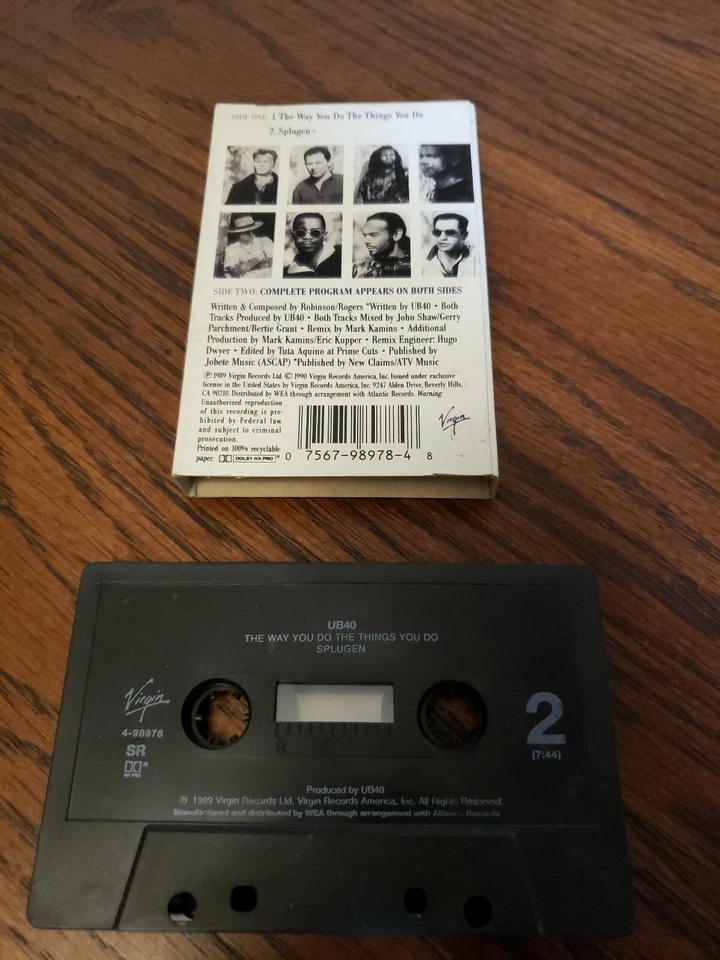 SIDE ONE: 1. The Way You Do The Things You Do
2. Splugen*
SIDE TWO: COMPLETE PROGRAM APPEARS ON BOTH SIDES
Written & Composed by Robinson/Rogers *Written by UB40 • Both
Tracks Produced by UB40 • Both Tracks Mixed by John Shaw/Gerry
Parchment/Bertie Grant • Remix by Mark Kamins • Additional
Production by Mark Kamins/Eric Kupper • Remix Engineer: Hugo
Dwyer • Edited by Tuta Aquino at Prime Cuts • Published by
Jobete Music (ASCAP) *Published by New Claims/ATV Music
℗ 1989 Virgin Records Ltd. © 1990 Virgin Records America, Inc. Issued under exclusive
license in the United States by Virgin Records America, Inc. 9247 Alden Drive, Beverly Hills,
CA 90210. Distributed by WEA through arrangement with Atlantic Records. Warning:
Unauthorized reproduction
of this recording is pro-
hibited by Federal law
and subject to criminal
prosecution.
Printed on 100% recyclable
paper. DOLBY HX PRO
Virgin
0 7567-98978-4 8
UB40
THE WAY YOU DO THE THINGS YOU DO
SPLUGEN
Virgin
4-98978
SR
HX PRO
2
(7:44)
Produced by UB40
℗ 1989 Virgin Records Ltd. Virgin Records America, Inc. All Rights Reserved.
Manufactured and distributed by WEA through arrangement with Atlantic Records